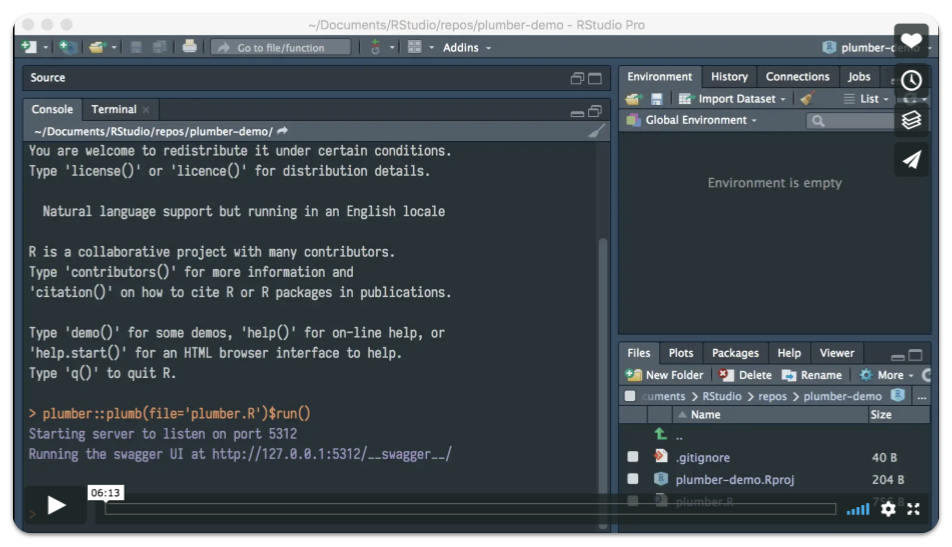 ~/Documents/RStudio/repos/plumber-demo - RStudio Pro
Go to file/function
Addins
Source
Console Terminal
~/Documents/RStudio/repos/plumber-demo/
You are welcome to redistribute it under certain conditions.
Type 'license()' or 'licence()' for distribution details.
Natural language support but running in an English locale
R is a collaborative project with many contributors.
Type 'contributors()' for more information and
'citation()' on how to cite R or R packages in publications.
Type 'demo()' for some demos, 'help()' for on-line help, or
'help.start()' for an HTML browser interface to help.
Type 'q()' to quit R.
> plumber::plumb(file='plumber.R')$run()
Starting server to listen on port 5312
Running the swagger UI at http://127.0.0.1:5312/__swagger__/
>
06:13
Environment History Connections Jobs
Import Dataset List
Global Environment
Environment is empty
Files Plots Packages Help Viewer
New Folder Delete Rename More
cuments > RStudio > repos > plumber-demo ...
Name Size
..
.gitignore 40 B
plumber-demo.Rproj 204 B
plumber.R